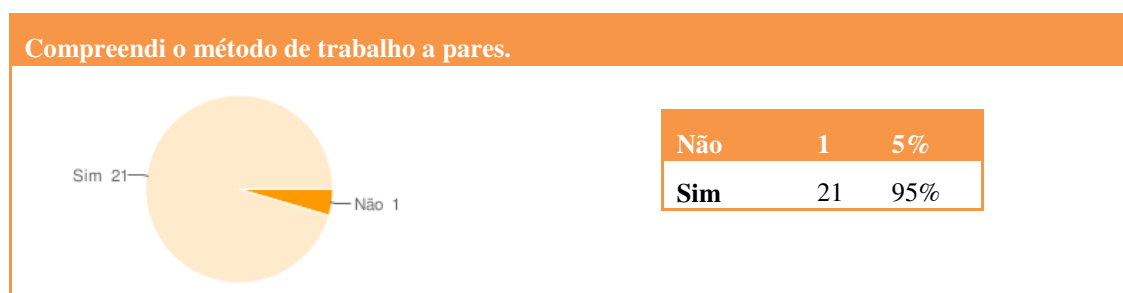 Compreendi o método de trabalho a pares.
Sim 21
Não 1
Não 1 5%
Sim 21 95%